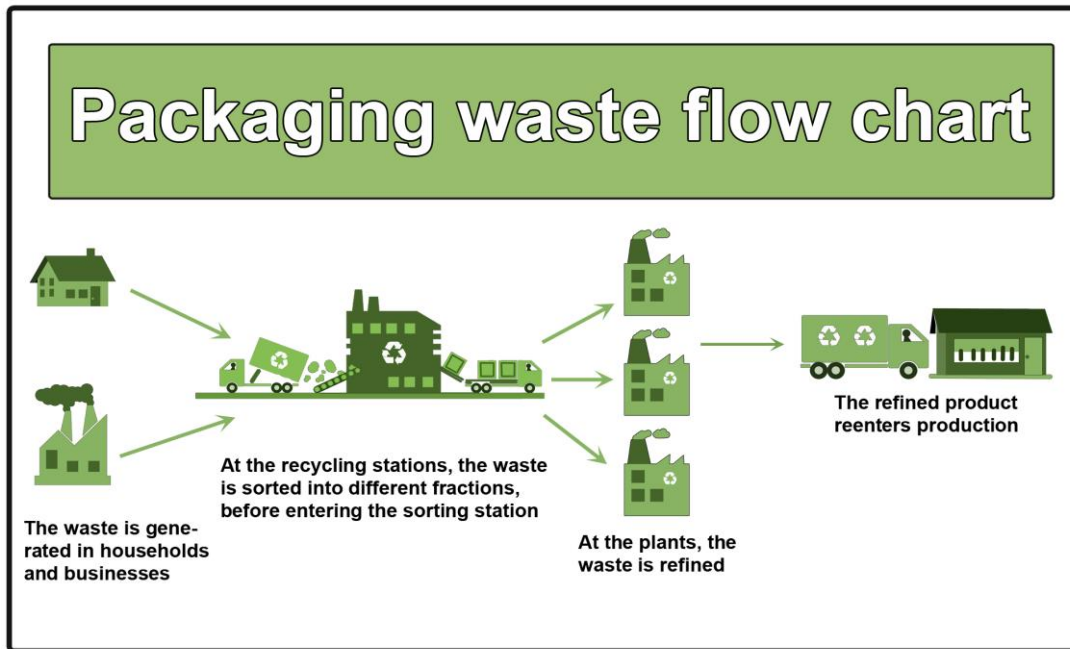 Packaging waste flow chart
The waste is gene-
rated in households
and businesses
At the recycling stations, the waste
is sorted into different fractions,
before entering the sorting station
At the plants, the
waste is refined
The refined product
reenters production